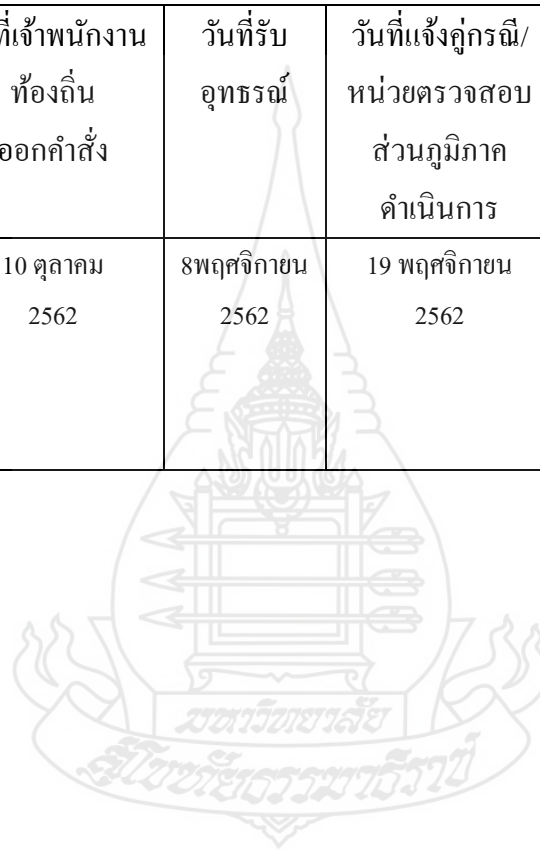 ที่เจ้าพนักงาน
ท้องถิ่น
ออกคำสั่ง
วันที่รับ
อุทธรณ์
วันที่แจ้งคู่กรณี/
หน่วยตรวจสอบ
ส่วนภูมิภาค
ดำเนินการ
10 ตุลาคม
2562
8พฤศจิกายน
2562
19 พฤศจิกายน
2562
มหาวิทยาลัย
สุโขทัยธรรมาธิราช